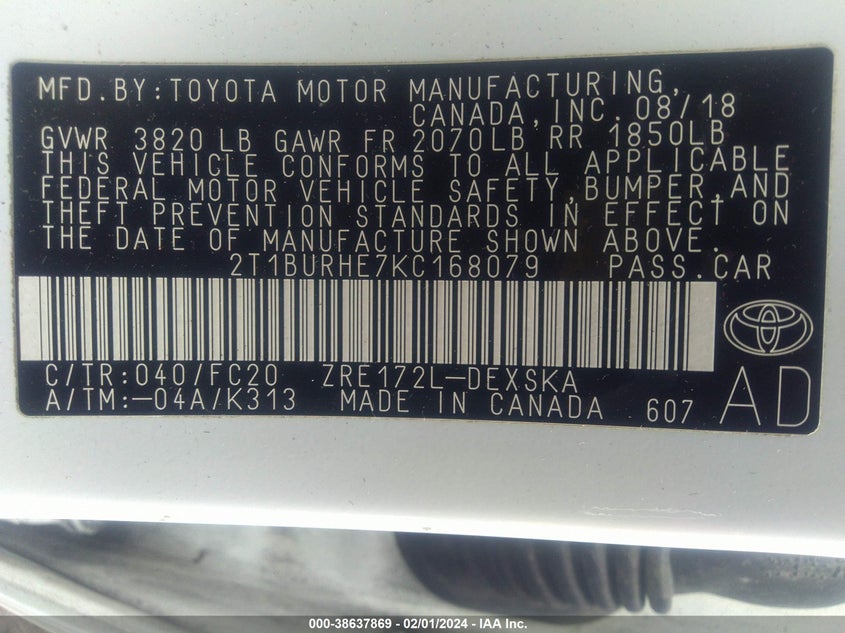 MFD.BY:TOYOTA MOTOR MANUFACTURING,
CANADA,INC. 08/18
GVWR 3820 LB GAWR FR 2070LB RR 1850LB
THIS VEHICLE CONFORMS TO ALL APPLICABLE
FEDERAL MOTOR VEHICLE SAFETY,BUMPER,AND
THEFT PREVENTION STANDARDS IN EFFECT ON
THE DATE OF MANUFACTURE SHOWN ABOVE.
2T1BURHE7KC168079 PASS.CAR
C/TR:040/FC20 ZRE172L-DEXSKA
A/TM:-04A/K313 MADE IN CANADA 607 AD
000-38637869 - 02/01/2024 - IAA Inc.